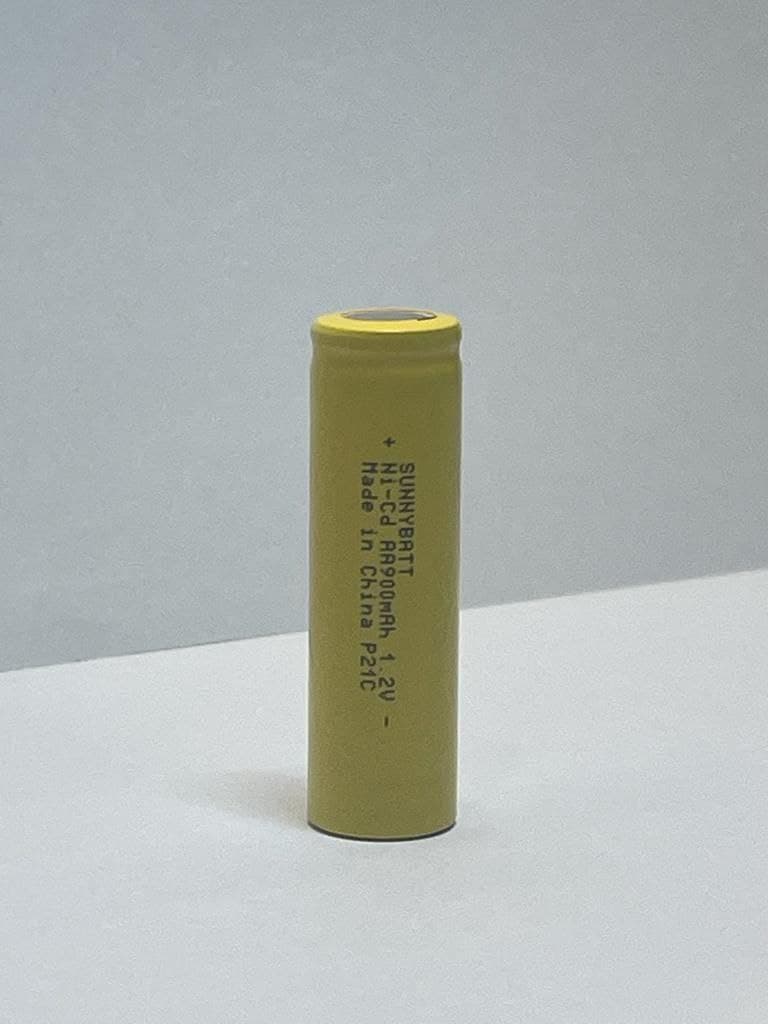 SUNNYBATT
+ Ni-Cd AA900mAh 1.2V -
Made in China P21C